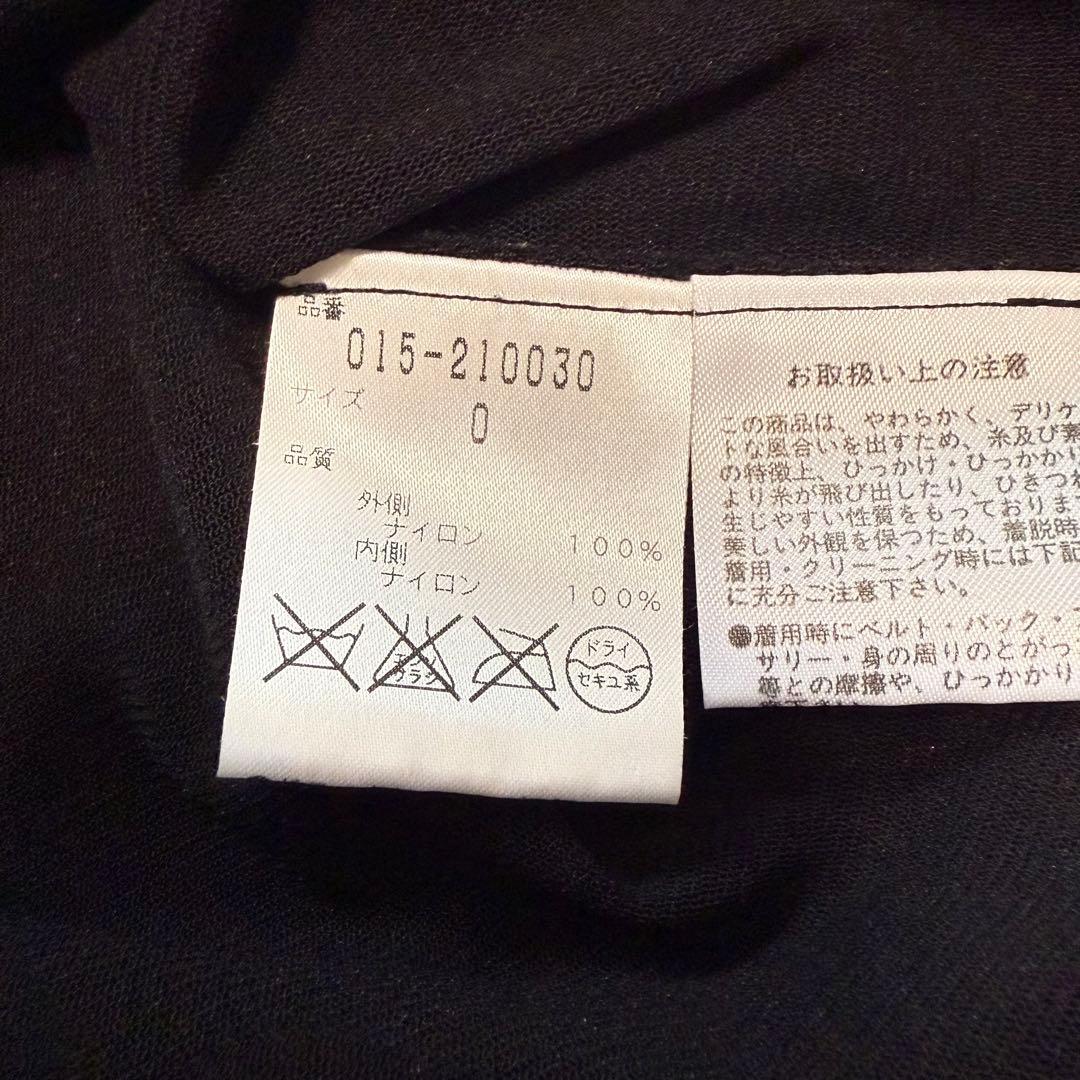 品番
015-210030
サイズ
0
品質
外側
ナイロン 100%
内側
ナイロン 100%
エンソ
サラシ
ドライ
セキユ系
お取扱い上の注意
この商品は、やわらかく、デリケ
トな風合いを出すため、糸及び素
の特徴上、ひっかけ・ひっかかり
より糸が飛び出したり、ひきつれ
生じやすい性質をもっておりま
美しい外観を保つため、着脱時
着用・クリーニング時には下記
に充分ご注意下さい。
●着用時にベルト・バック・
サリー・身の周りのとがっ
等との摩擦や、ひっかかり